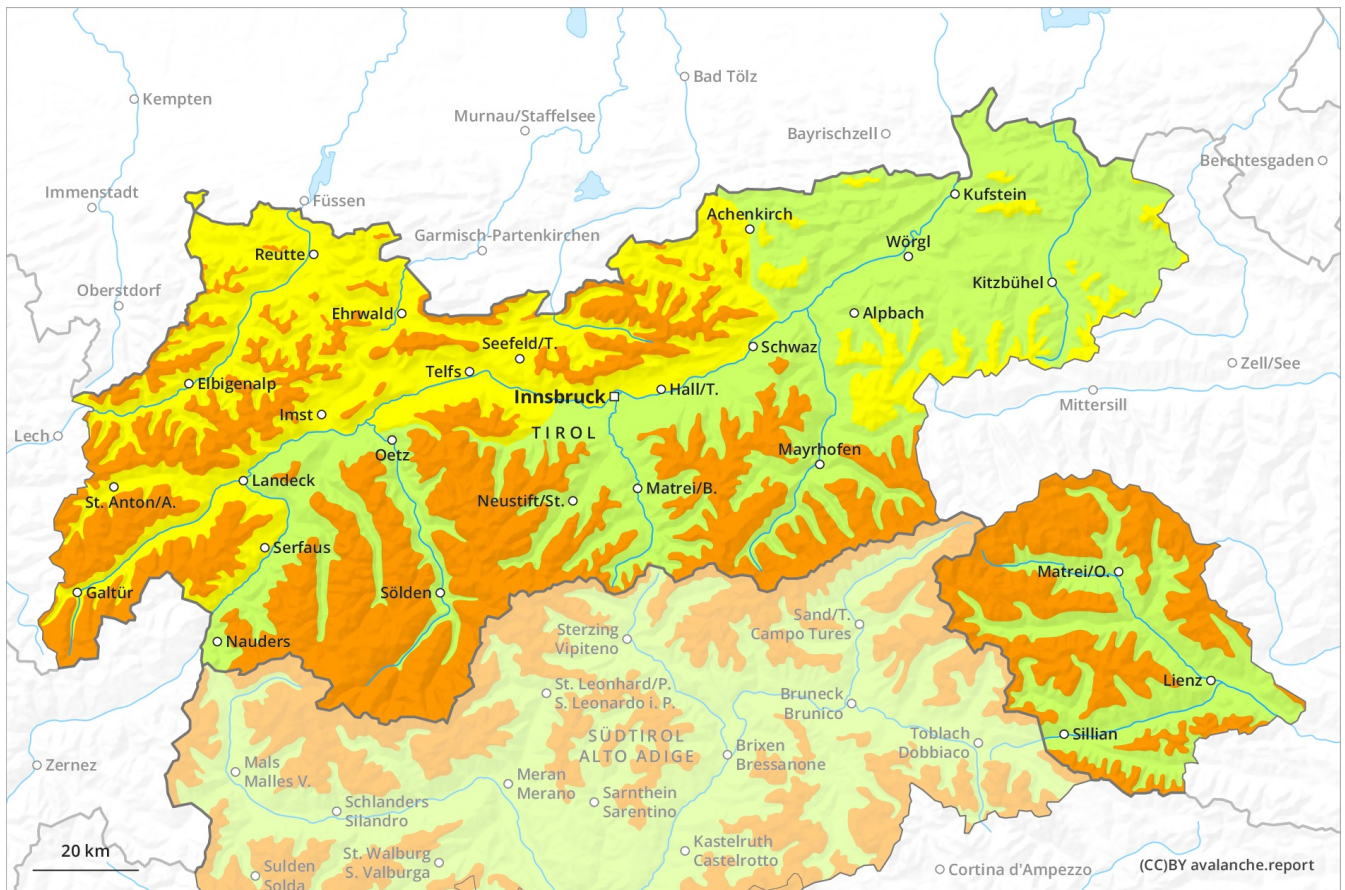 Bad Tölz
Kempten
Murnau/Staffelsee
Bayrischzell
Berchtesgaden
Immenstadt
Füssen
Kufstein
Achenkirch
Garmisch-Partenkirchen
Wörgl
Reutte
Kitzbühel
Oberstdorf
Ehrwald
Alpbach
Seefeld/T.
Schwaz
Zell/See
Telfs
Elbigenalp
Hall/T.
Innsbruck
Mittersill
Imst
TIROL
Lech
Oetz
Mayrhofen
Landeck
Matrei/B.
St. Anton/A.
Neustift/St.
Serfaus
Matrei/O.
Galtür
Sölden
Sand/T.
Campo Tures
Sterzing
Vipiteno
Nauders
Lienz
St. Leonhard/P.
S. Leonardo i. P.
Bruneck
Brunico
SÜDTIROL
ALTO ADIGE
Toblach
Dobbiaco
Sillian
Brixen
Bressanone
Zernez
Mals
Malles V.
Meran
Merano
Sarnthein
Sarentino
Schlanders
Silandro
Kastelruth
Castelrotto
20 km
St. Walburg
S. Valburga
Sulden
Solda
Cortina d'Ampezzo
(CC)BY avalanche.report